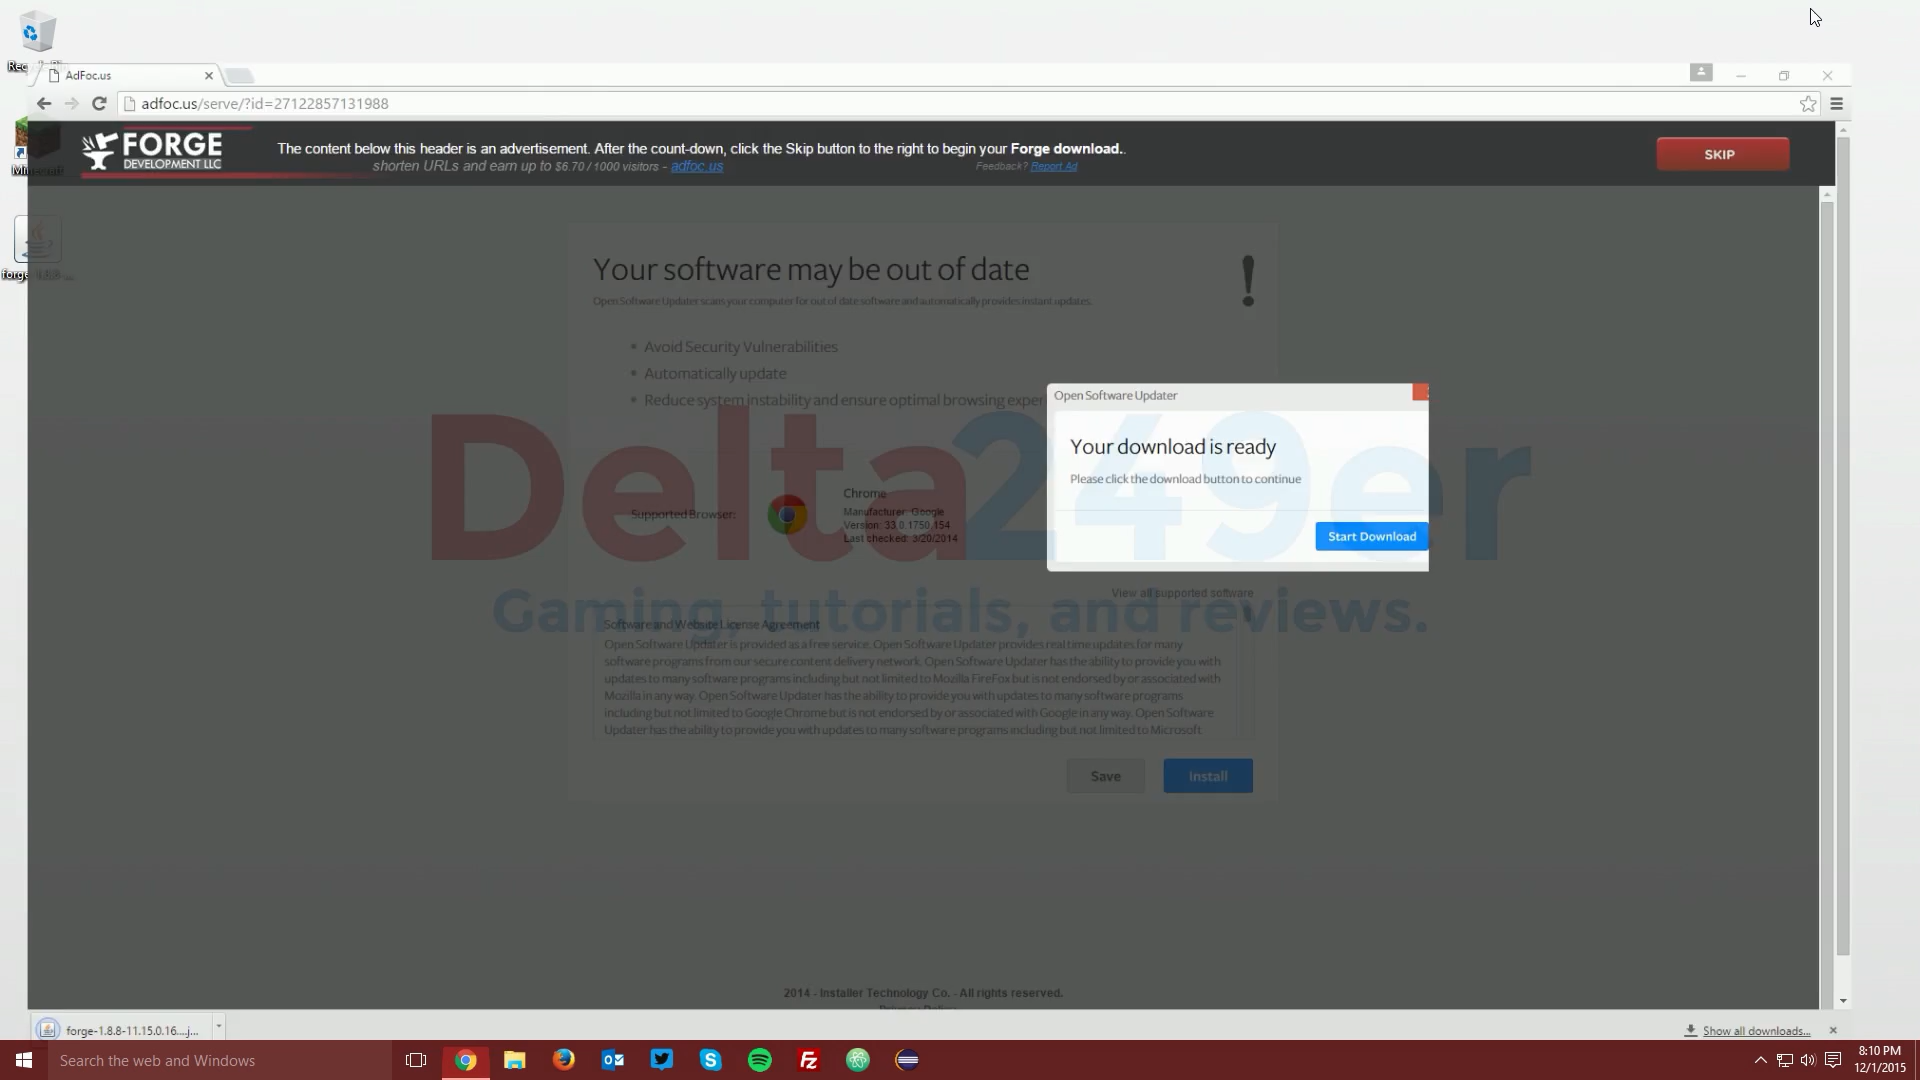 AdFoc.us
adfoc.us/serve/?id=27122857131988
FORGE
DEVELOPMENT LLC
The content below this header is an advertisement. After the count-down, click the Skip button to the right to begin your Forge download..
shorten URLs and earn up to $6.70 / 1000 visitors - adfoc.us
Feedback? Report Ad
SKIP
Minecraft
forge-1.8.8-...
Your software may be out of date
Open Software Updater scans your computer for out of date software and automatically provides instant updates.
Avoid Security Vulnerabilities
Automatically update
Reduce system instability and ensure optimal browsing
Open Software Updater
Your download is ready
Please click the download button to continue
Start Download
Delta249er
Gaming, tutorials, and reviews.
Supported Browser:
Chrome
Manufacturer: Google
Version: 33.0.1750.154
Last checked: 3/20/2014
View all supported software
Software and Website License Agreement
Open Software Updater is provided as a free service. Open Software Updater provides real time updates for many
software programs from our secure content delivery network. Open Software Updater has the ability to provide you with
updates to many software programs including but not limited to Mozilla FireFox but is not endorsed by or associated with
Mozilla in any way. Open Software Updater has the ability to provide you with updates to many software programs
including but not limited to Google Chrome but is not endorsed by or associated with Google in any way. Open Software
Updater has the ability to provide you with updates to many software programs including but not limited to Microsoft
Save
Install
2014 - Installer Technology Co. - All rights reserved.
forge-1.8.8-11.15.0.16....j...
Show all downloads...
Search the web and Windows
8:10 PM
12/1/2015